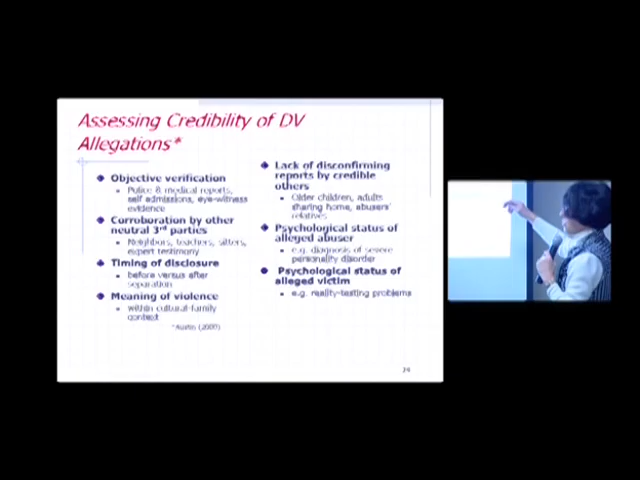 Assessing Credibility of DV
Allegations*
Objective verification
Police & medical reports,
self admissions, eye-witness
evidence
Corroboration by other
neutral 3rd parties
Neighbors, teachers, sitters,
expert testimony
Timing of disclosure
before versus after
separation
Meaning of violence
within cultural-family
context
*Austin (2000)
Lack of disconfirming
reports by credible
others
Older children, adults
sharing home, abusers'
relatives
Psychological status of
alleged abuser
e.g. diagnosis of severe
personality disorder
Psychological status of
alleged victim
e.g. reality-testing problems